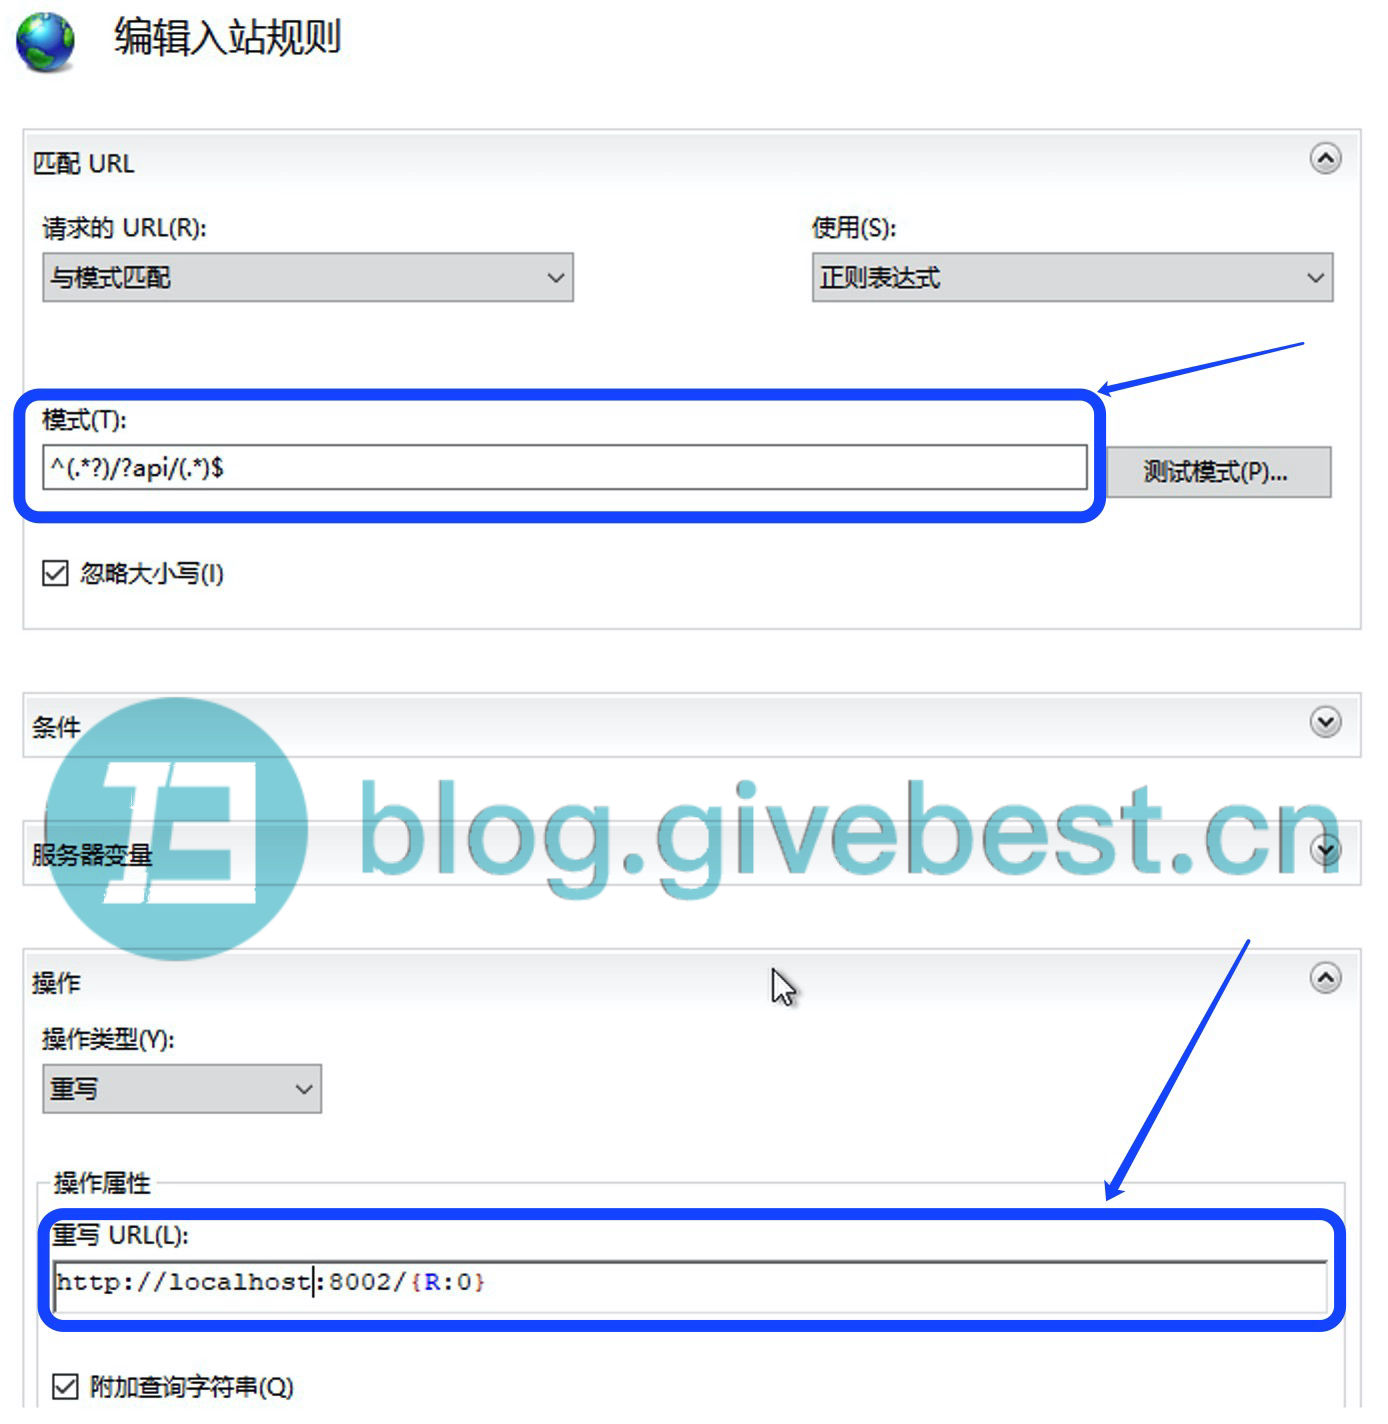 编辑入站规则
匹配 URL
请求的 URL(R):
使用(S):
与模式匹配
正则表达式
模式(T):
^(.*?)/?api/(.*)$
测试模式(P)...
忽略大小写(I)
条件
blog.givebest.cn
服务器变量
操作
操作类型(Y):
重写
操作属性
重写 URL(L):
http://localhost:8002/{R:0}
附加查询字符串(Q)